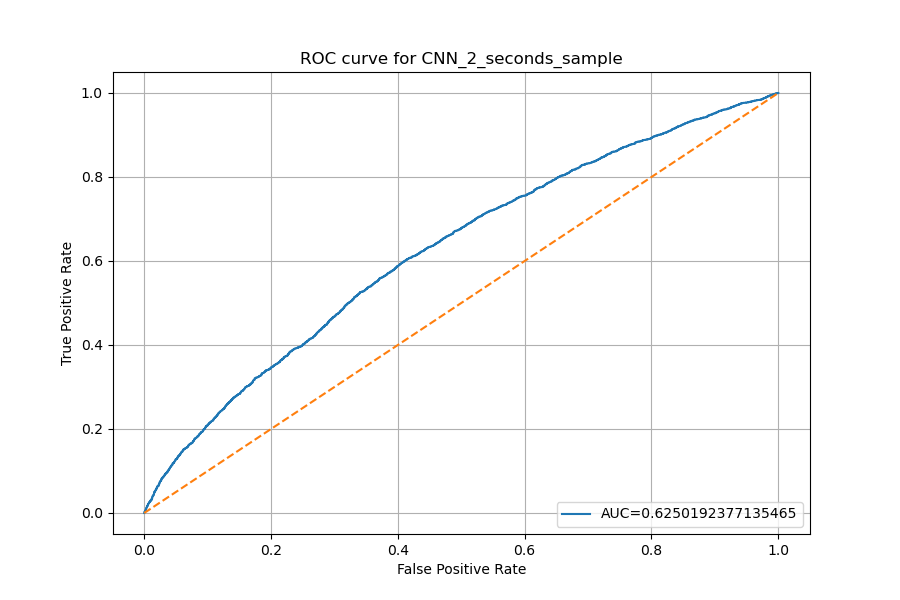 ROC curve for CNN_2_seconds_sample
True Positive Rate
1.0
0.8
0.6
0.4
0.2
0.0
AUC=0.6250192377135465
0.0 0.2 0.4 0.6 0.8 1.0
False Positive Rate